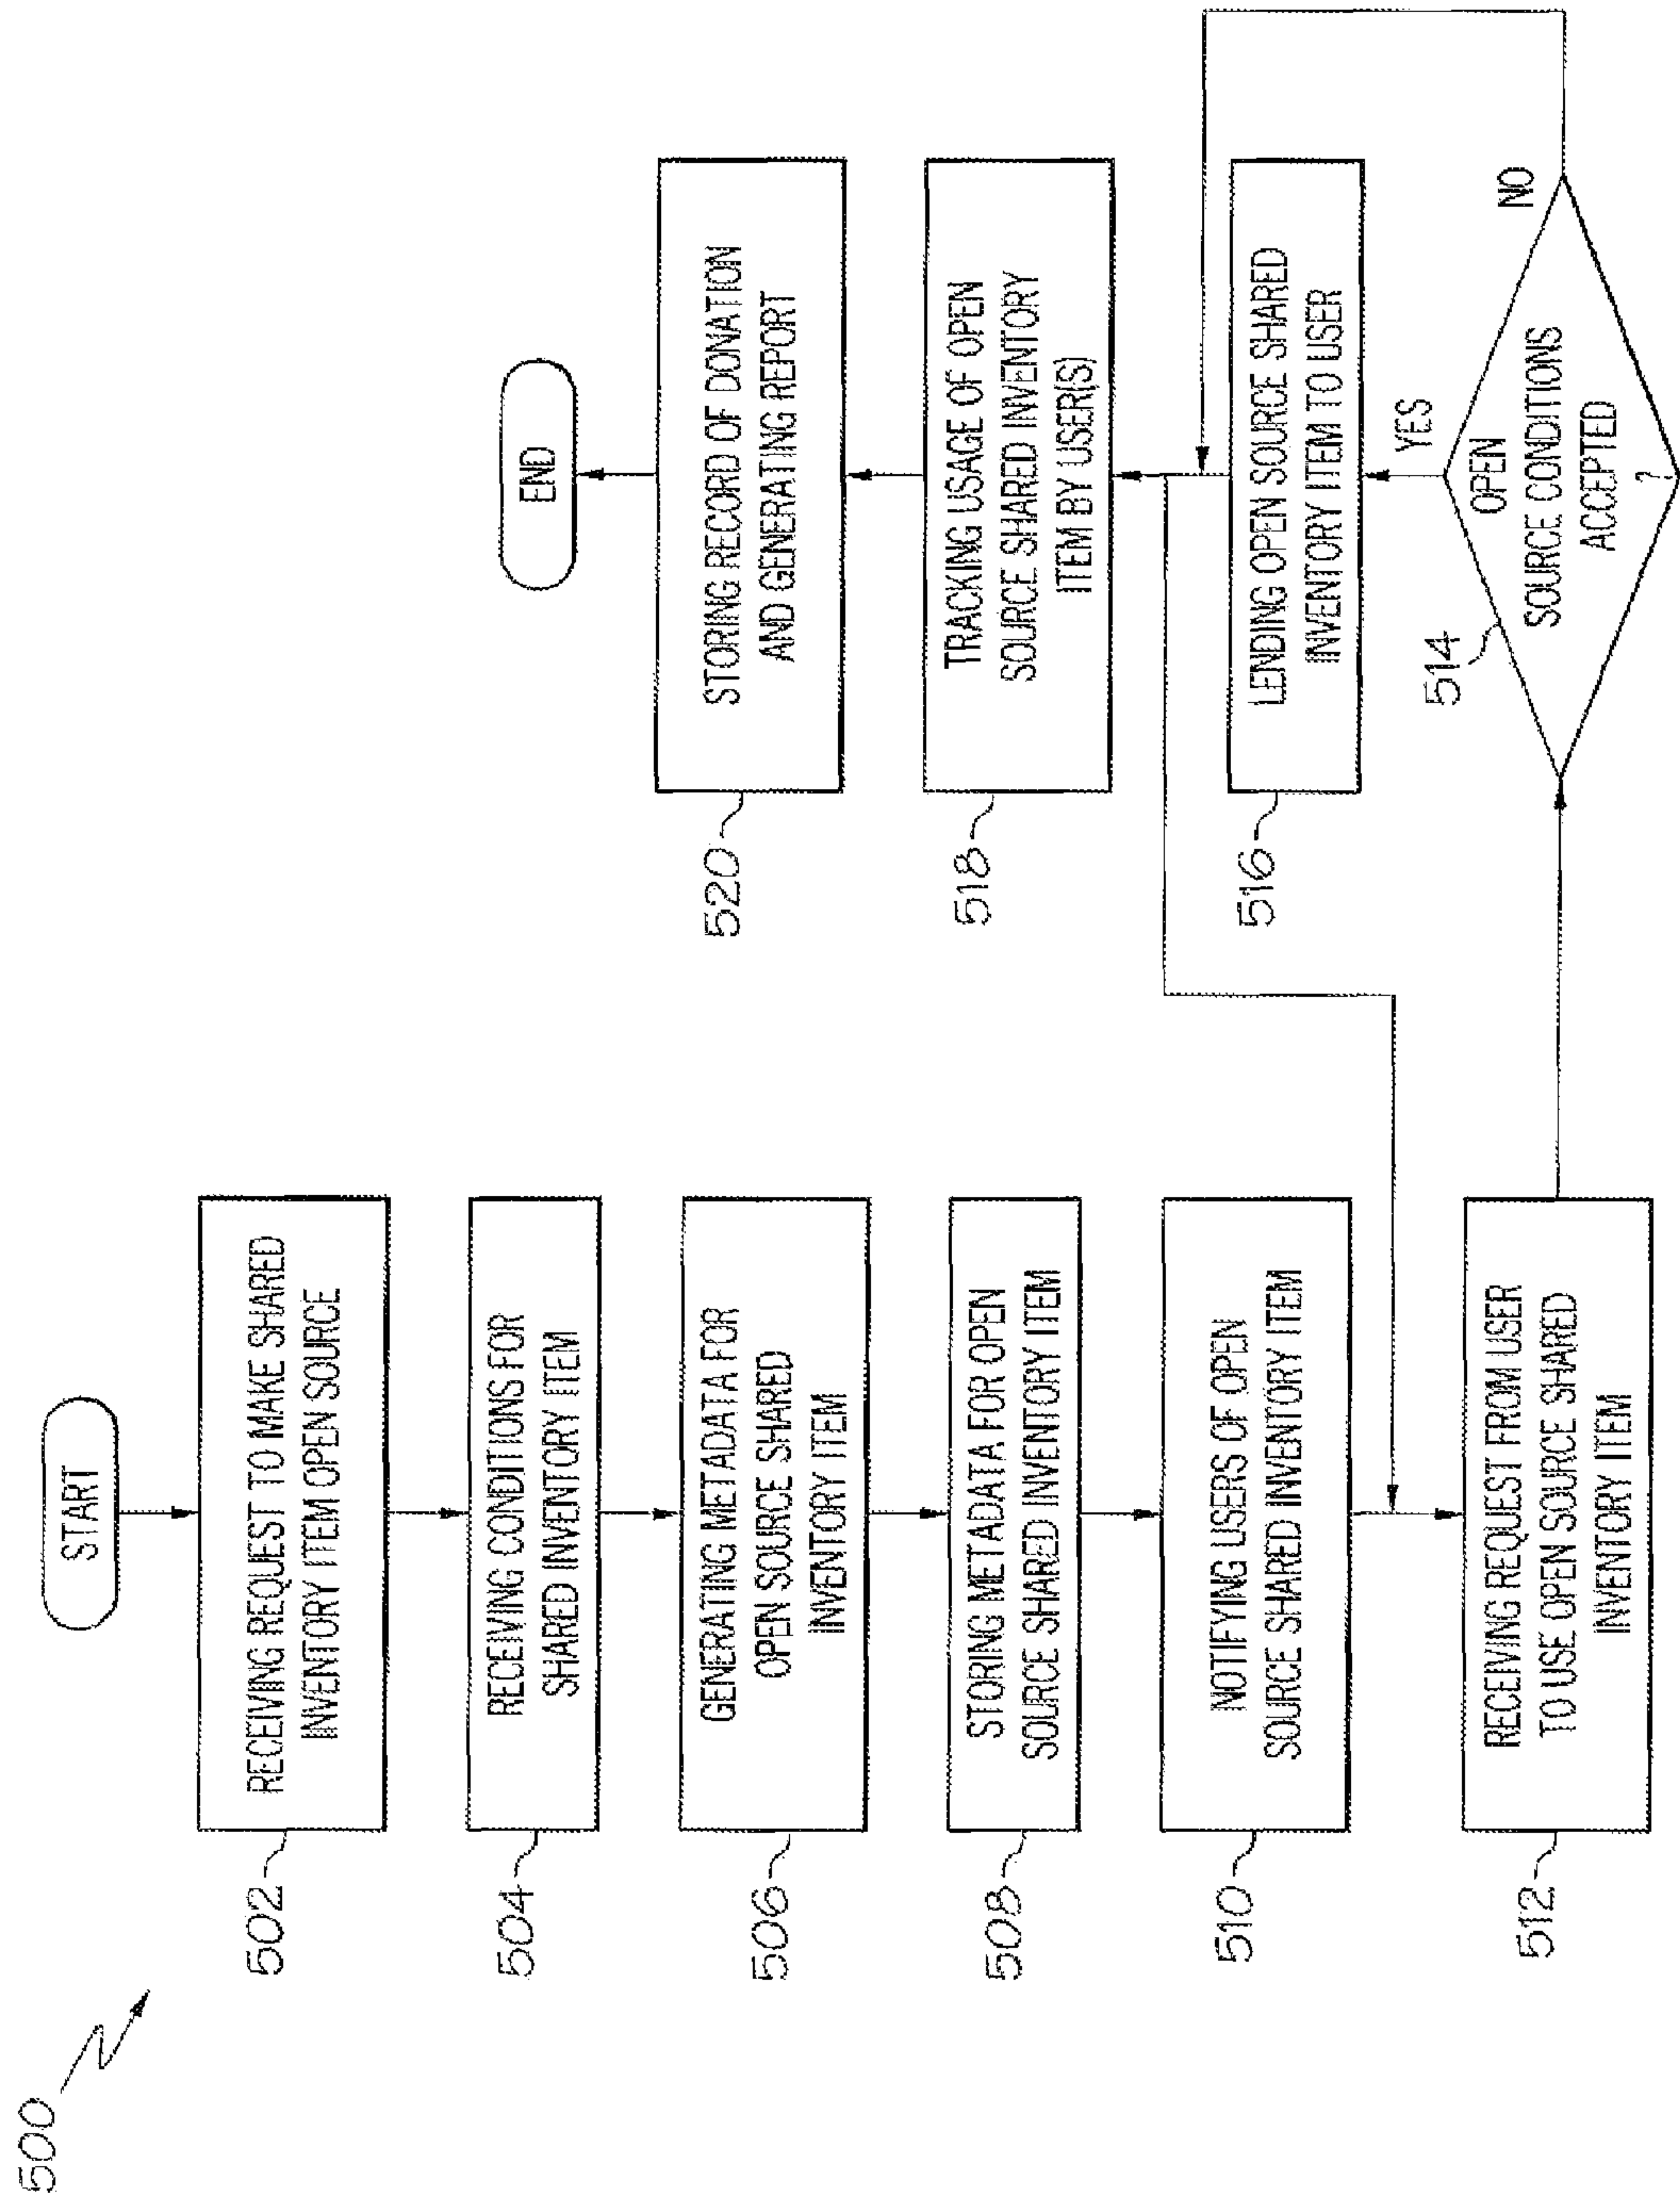 500
START
502
RECEIVING REQUEST TO MAKE SHARED
INVENTORY ITEM OPEN SOURCE
504
RECEIVING CONDITIONS FOR
SHARED INVENTORY ITEM
506
GENERATING METADATA FOR
OPEN SOURCE SHARED
INVENTORY ITEM
508
STORING METADATA FOR OPEN
SOURCE SHARED INVENTORY ITEM
510
NOTIFYING USERS OF OPEN
SOURCE SHARED INVENTORY ITEM
512
RECEIVING REQUEST FROM USER
TO USE OPEN SOURCE SHARED
INVENTORY ITEM
514
OPEN
SOURCE CONDITIONS
ACCEPTED
?
YES
NO
516
LENDING OPEN SOURCE SHARED
INVENTORY ITEM TO USER
518
TRACKING USAGE OF OPEN
SOURCE SHARED INVENTORY
ITEM BY USER(S)
520
STORING RECORD OF DONATION
AND GENERATING REPORT
END